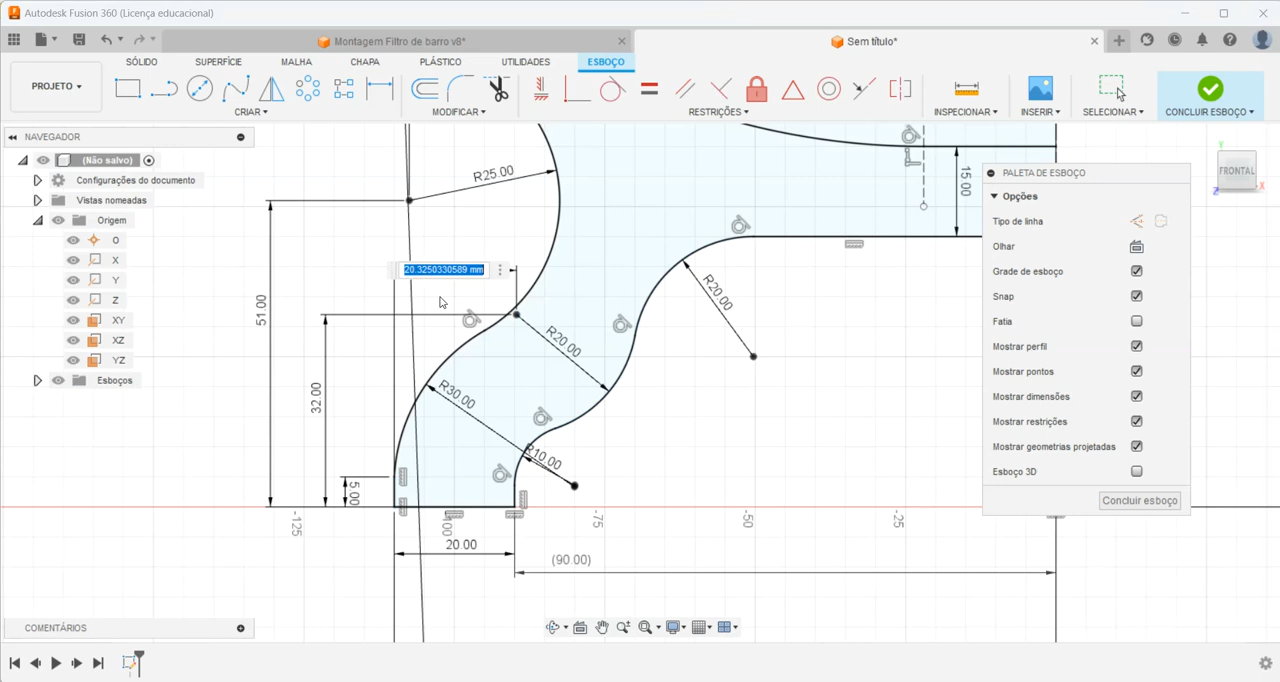 Autodesk Fusion 360 (Licença educacional)
Montagem Filtro de barro v8*
Sem título*
PROJETO
SÓLIDO
SUPERFÍCIE
MALHA
CHAPA
PLÁSTICO
UTILIDADES
ESBOÇO
CRIAR
MODIFICAR
RESTRIÇÕES
INSPECIONAR
INSERIR
SELECIONAR
CONCLUIR ESBOÇO
NAVEGADOR
(Não salvo)
Configurações do documento
Vistas nomeadas
Origem
O
X
Y
Z
XY
XZ
YZ
Esboços
COMENTÁRIOS
R25.00
20.3250330589 mm
51.00
32.00
R20.00
R30.00
R10.00
R20.00
15.00
5.00
20.00
(90.00)
-125
-100
-75
-50
-25
FRONTAL
Y
X
Z
PALETA DE ESBOÇO
Opções
Tipo de linha
Olhar
Grade de esboço
Snap
Fatia
Mostrar perfil
Mostrar pontos
Mostrar dimensões
Mostrar restrições
Mostrar geometrias projetadas
Esboço 3D
Concluir esboço